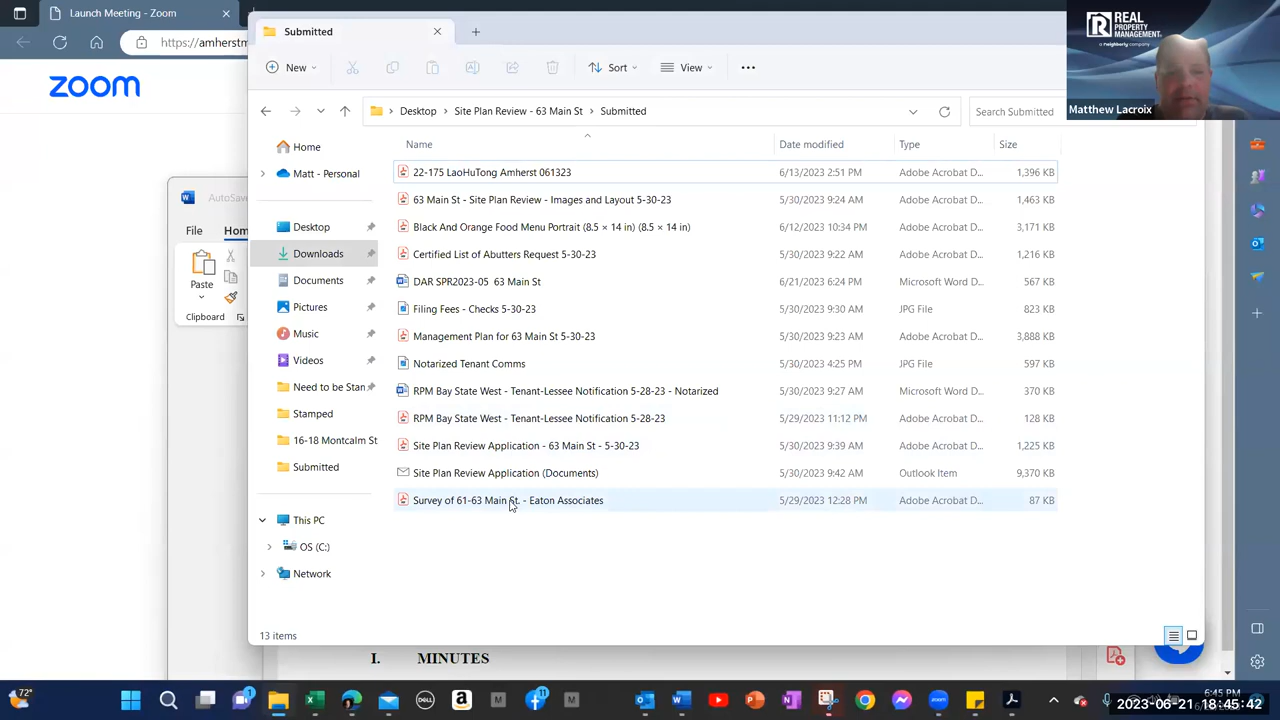 Launch Meeting - Zoom
https://amherstm
zoom
Submitted
New
Sort
View
Desktop > Site Plan Review - 63 Main St > Submitted
Search Submitted
REAL
PROPERTY
MANAGEMENT
a neighborly company
Matthew Lacroix
Name
Date modified
Type
Size
Home
Matt - Personal
Desktop
Downloads
Documents
Pictures
Music
Videos
Need to be Stan
Stamped
16-18 Montcalm St
Submitted
This PC
OS (C:)
Network
22-175 LaoHuTong Amherst 061323 6/13/2023 2:51 PM Adobe Acrobat D... 1,396 KB
63 Main St - Site Plan Review - Images and Layout 5-30-23 5/30/2023 9:24 AM Adobe Acrobat D... 1,463 KB
Black And Orange Food Menu Portrait (8.5 × 14 in) (8.5 × 14 in) 6/12/2023 10:34 PM Adobe Acrobat D... 3,171 KB
Certified List of Abutters Request 5-30-23 5/30/2023 9:22 AM Adobe Acrobat D... 1,216 KB
DAR SPR2023-05 63 Main St 6/21/2023 6:24 PM Microsoft Word D... 567 KB
Filing Fees - Checks 5-30-23 5/30/2023 9:30 AM JPG File 823 KB
Management Plan for 63 Main St 5-30-23 5/30/2023 9:23 AM Adobe Acrobat D... 3,888 KB
Notarized Tenant Comms 5/30/2023 4:25 PM JPG File 597 KB
RPM Bay State West - Tenant-Lessee Notification 5-28-23 - Notarized 5/30/2023 9:27 AM Microsoft Word D... 370 KB
RPM Bay State West - Tenant-Lessee Notification 5-28-23 5/29/2023 11:12 PM Adobe Acrobat D... 128 KB
Site Plan Review Application - 63 Main St - 5-30-23 5/30/2023 9:39 AM Adobe Acrobat D... 1,225 KB
Site Plan Review Application (Documents) 5/30/2023 9:42 AM Outlook Item 9,370 KB
Survey of 61-63 Main St. - Eaton Associates 5/29/2023 12:28 PM Adobe Acrobat D... 87 KB
AutoSave
File
Hom
Paste
Clipboard
13 items
I. MINUTES
72°
1
DELL
11
6:45 PM
2023-06-21 18:45:42